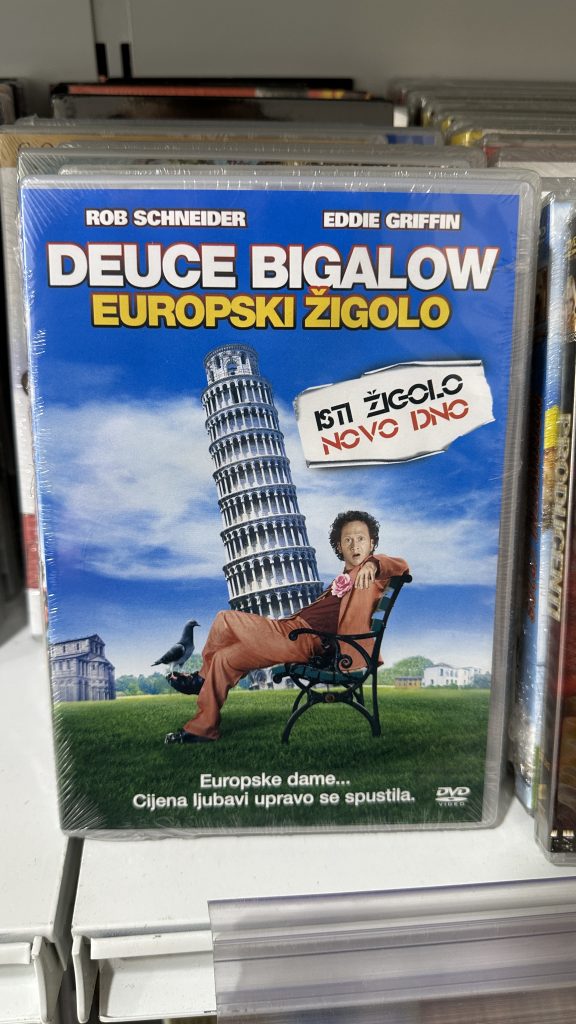 ROB SCHNEIDER EDDIE GRIFFIN
DEUCE BIGALOW
EUROPSKI ŽIGOLO
ISTI ŽIGOLO
NOVO DNO
Europske dame...
Cijena ljubavi upravo se spustila.
DVD
VIDEO
PRODUCENTI